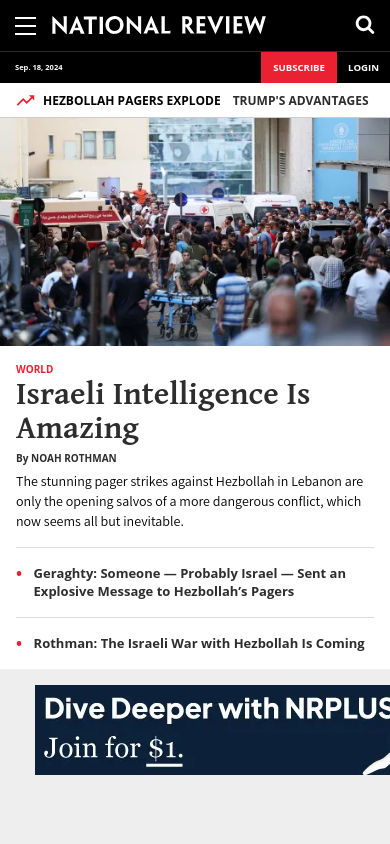 NATIONAL REVIEW
Sep. 18, 2024
SUBSCRIBE
LOGIN
HEZBOLLAH PAGERS EXPLODE
TRUMP'S ADVANTAGES
WORLD
Israeli Intelligence Is
Amazing
By NOAH ROTHMAN
The stunning pager strikes against Hezbollah in Lebanon are
only the opening salvos of a more dangerous conflict, which
now seems all but inevitable.
• Geraghty: Someone — Probably Israel — Sent an
Explosive Message to Hezbollah’s Pagers
• Rothman: The Israeli War with Hezbollah Is Coming
Dive Deeper with NRPLUS
Join for $1.